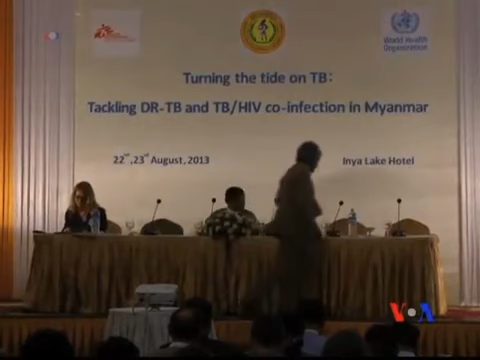 World Health
Organization
Turning the tide on TB:
Tackling DR-TB and TB/HIV co-infection in Myanmar
22nd,23rd August, 2013
Inya Lake Hotel
VOA